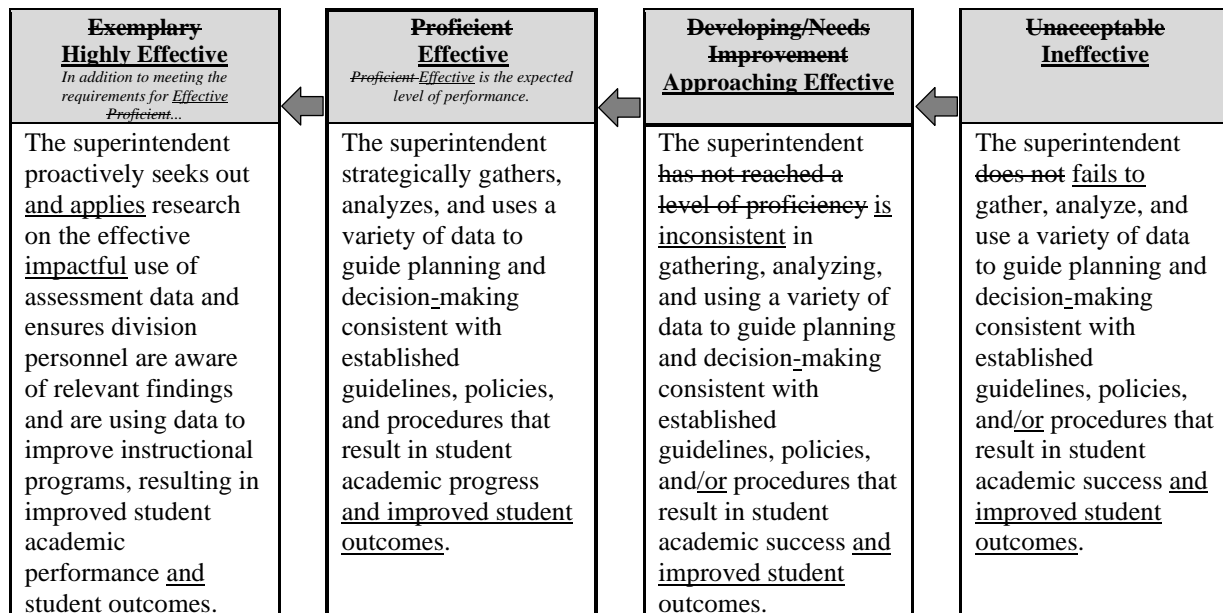 Exemplary
Highly Effective
In addition to meeting the
requirements for Effective
Proficient...
The superintendent
proactively seeks out
and applies research
on the effective
impactful use of
assessment data and
ensures division
personnel are aware
of relevant findings
and are using data to
improve instructional
programs, resulting in
improved student
academic
performance and
student outcomes.
Proficient
Effective
Proficient Effective is the expected
level of performance.
The superintendent
strategically gathers,
analyzes, and uses a
variety of data to
guide planning and
decision-making
consistent with
established
guidelines, policies,
and procedures that
result in student
academic progress
and improved student
outcomes.
Developing/Needs
Improvement
Approaching Effective
The superintendent
has not reached a
level of proficiency is
inconsistent in
gathering, analyzing,
and using a variety of
data to guide planning
and decision-making
consistent with
established
guidelines, policies,
and/or procedures that
result in student
academic success and
improved student
outcomes.
Unacceptable
Ineffective
The superintendent
does not fails to
gather, analyze, and
use a variety of data
to guide planning and
decision-making
consistent with
established
guidelines, policies,
and/or procedures that
result in student
academic success and
improved student
outcomes.